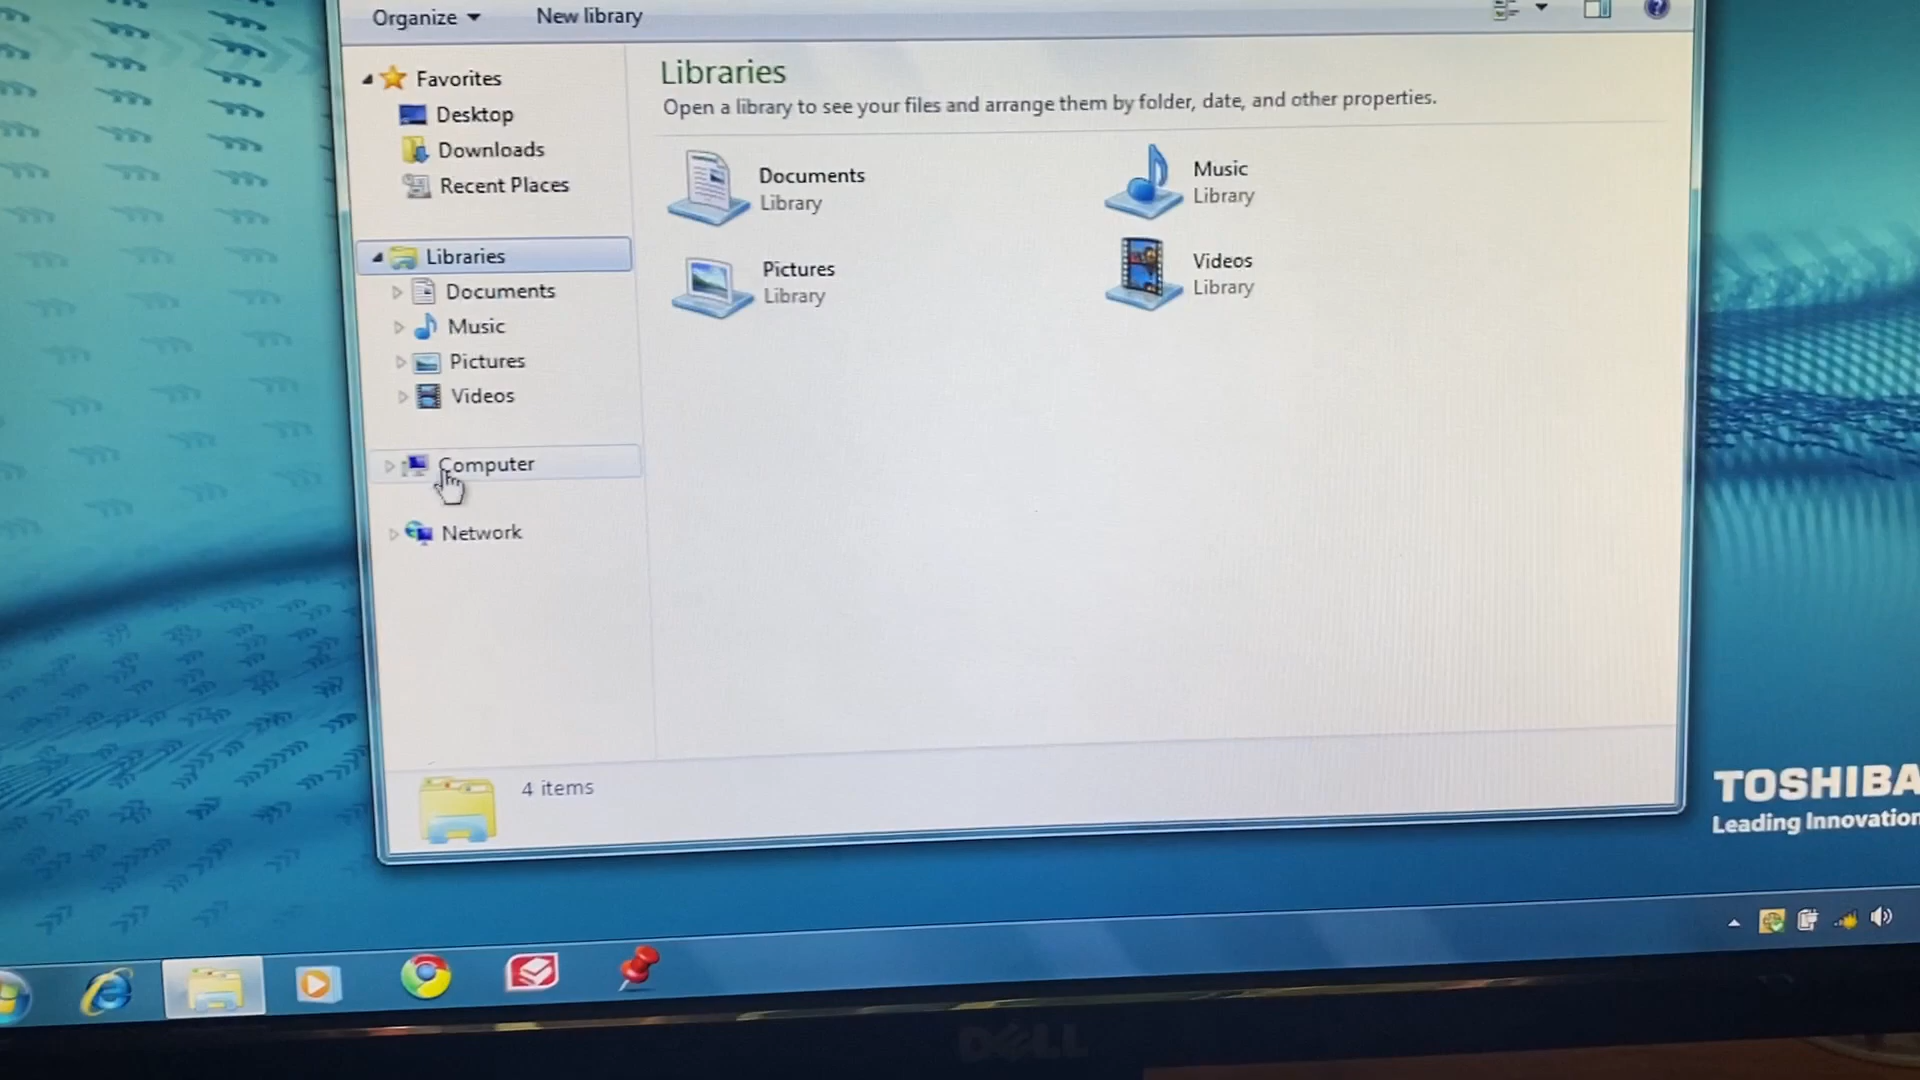 Organize
New library
Favorites
Desktop
Downloads
Recent Places
Libraries
Documents
Music
Pictures
Videos
Computer
Network
Libraries
Open a library to see your files and arrange them by folder, date, and other properties.
Documents
Library
Music
Library
Pictures
Library
Videos
Library
4 items
TOSHIBA
Leading Innovation
DELL